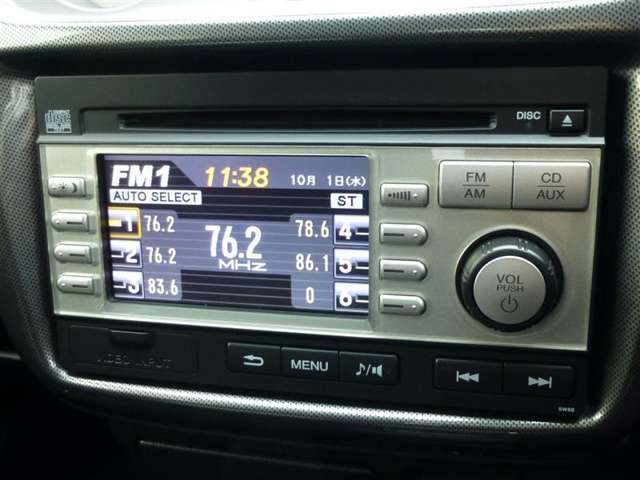 DISC
FM1 11:38 10月 1日(水)
AUTO SELECT ST
1 76.2 76.2 MHz 78.6 4
2 76.2 86.1 5
3 83.6 0 6
FM
AM
CD
AUX
VOL
PUSH
VIDEO INPUT
MENU